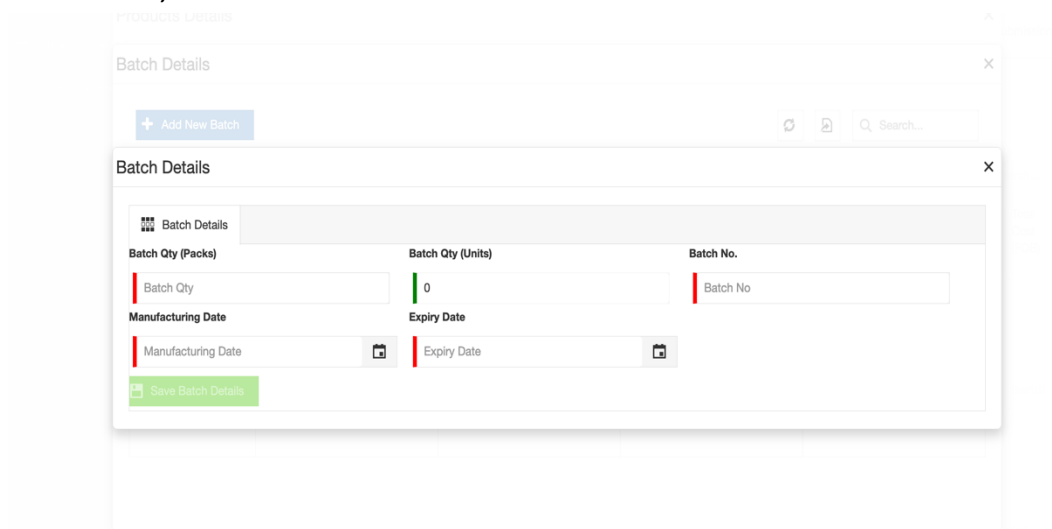 Products Details
Batch Details
Add New Batch
Search...
Batch Details
Batch Details
Batch Qty (Packs) Batch Qty (Units) Batch No.
Batch Qty 0 Batch No
Manufacturing Date Expiry Date
Manufacturing Date Expiry Date
Save Batch Details